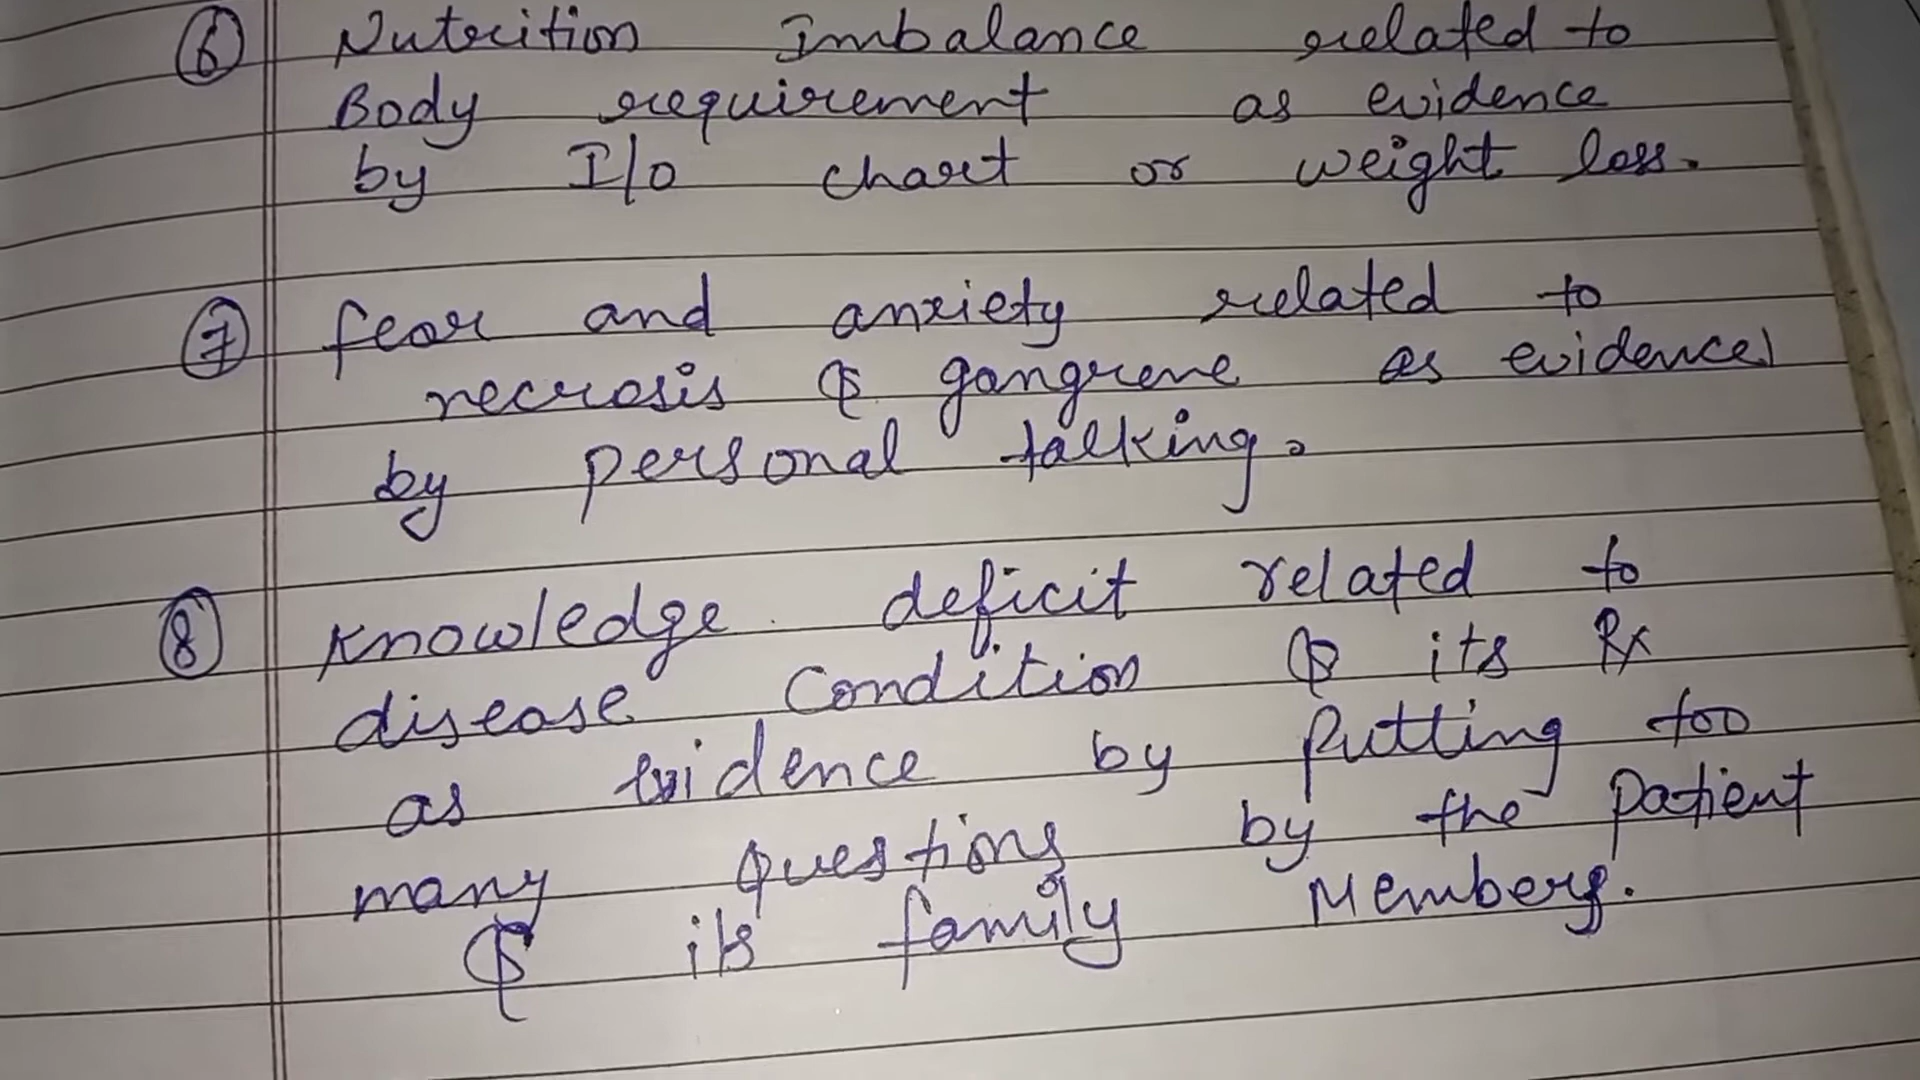 ⑥ Nutrition Imbalance related to
Body requirement as evidence
by I/O chart or weight loss.
⑦ fear and anxiety related to
necrosis & gangrene as evidence
by personal talking.
⑧ Knowledge deficit related to
disease Condition & its Rx
as evidence by Putting too
many Questions by the Patient
& its family Members.